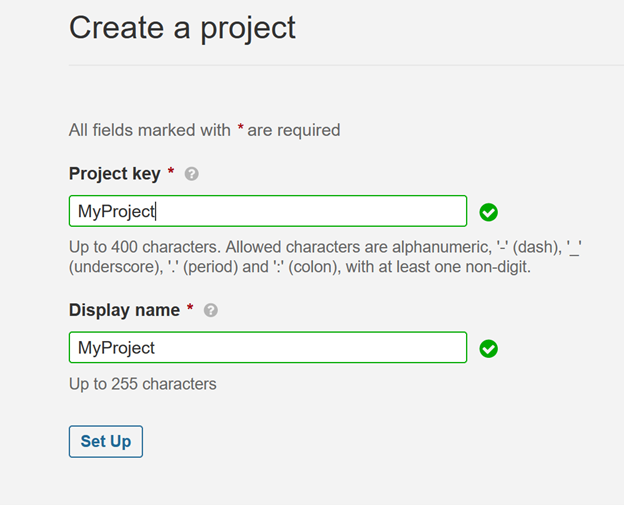 Create a project
All fields marked with * are required
Project key *
MyProject
Up to 400 characters. Allowed characters are alphanumeric, '-' (dash), '_'
(underscore), '.' (period) and ':' (colon), with at least one non-digit.
Display name *
MyProject
Up to 255 characters
Set Up